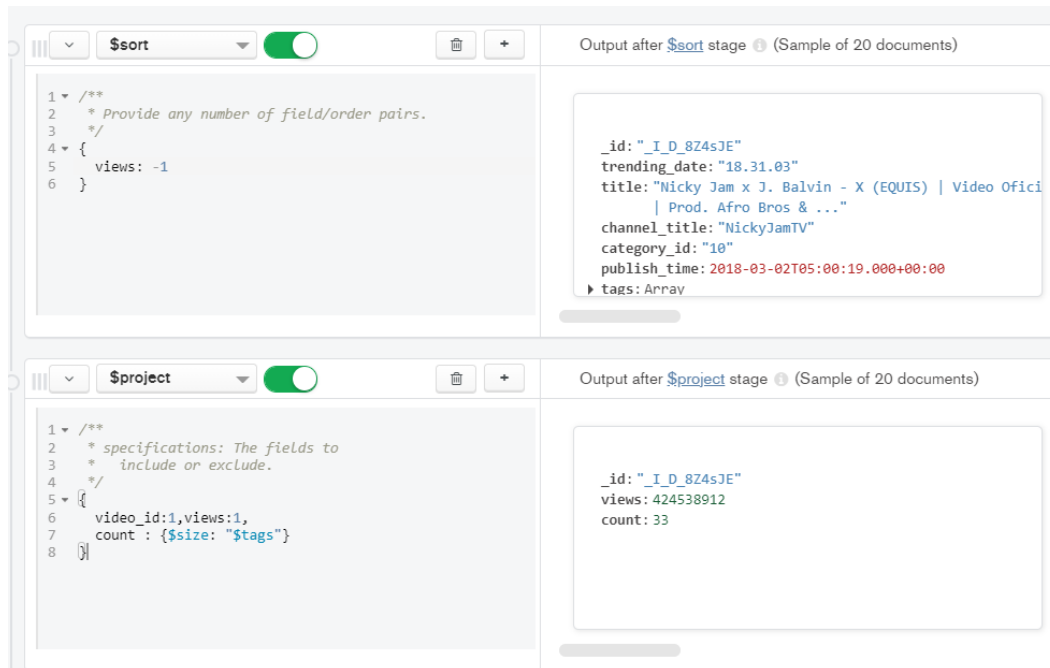 $sort
Output after $sort stage (Sample of 20 documents)
1 /**
2  * Provide any number of field/order pairs.
3  */
4 {
5   views: -1
6 }
_id: "_I_D_8Z4sJE"
trending_date: "18.31.03"
title: "Nicky Jam x J. Balvin - X (EQUIS) | Video Ofici
| Prod. Afro Bros & ..."
channel_title: "NickyJamTV"
category_id: "10"
publish_time: 2018-03-02T05:00:19.000+00:00
tags: Array
$project
Output after $project stage (Sample of 20 documents)
1 /**
2  * specifications: The fields to
3  *   include or exclude.
4  */
5 {
6   video_id:1,views:1,
7   count : {$size: "$tags"}
8 }
_id: "_I_D_8Z4sJE"
views: 424538912
count: 33